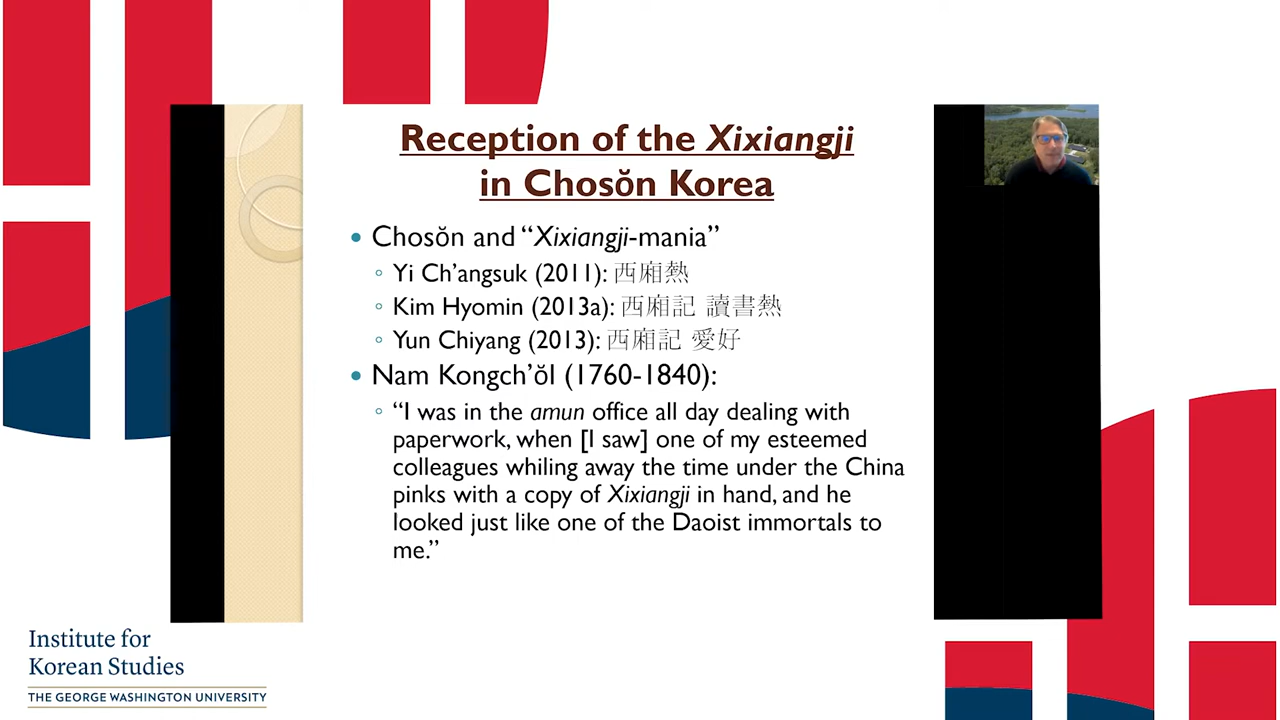 Reception of the Xixiangji
in Chosŏn Korea
• Chosŏn and “Xixiangji-mania”
◦ Yi Ch’angsuk (2011): 西廂熱
◦ Kim Hyomin (2013a): 西廂記 讀書熱
◦ Yun Chiyang (2013): 西廂記 愛好
• Nam Kongch’ŏl (1760-1840):
◦ “I was in the amun office all day dealing with
paperwork, when [I saw] one of my esteemed
colleagues whiling away the time under the China
pinks with a copy of Xixiangji in hand, and he
looked just like one of the Daoist immortals to
me.”
Institute for
Korean Studies
THE GEORGE WASHINGTON UNIVERSITY